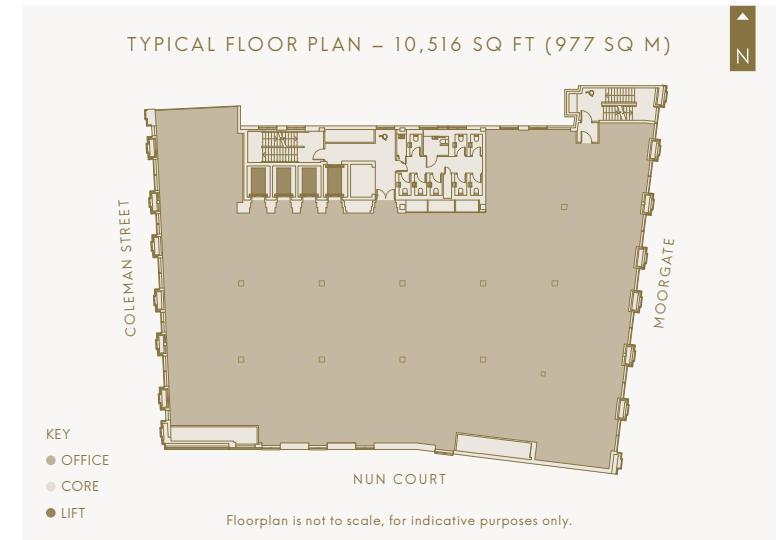 TYPICAL FLOOR PLAN – 10,516 SQ FT (977 SQ M)
N
COLEMAN STREET
MOORGATE
KEY
OFFICE
CORE
LIFT
NUN COURT
Floorplan is not to scale, for indicative purposes only.